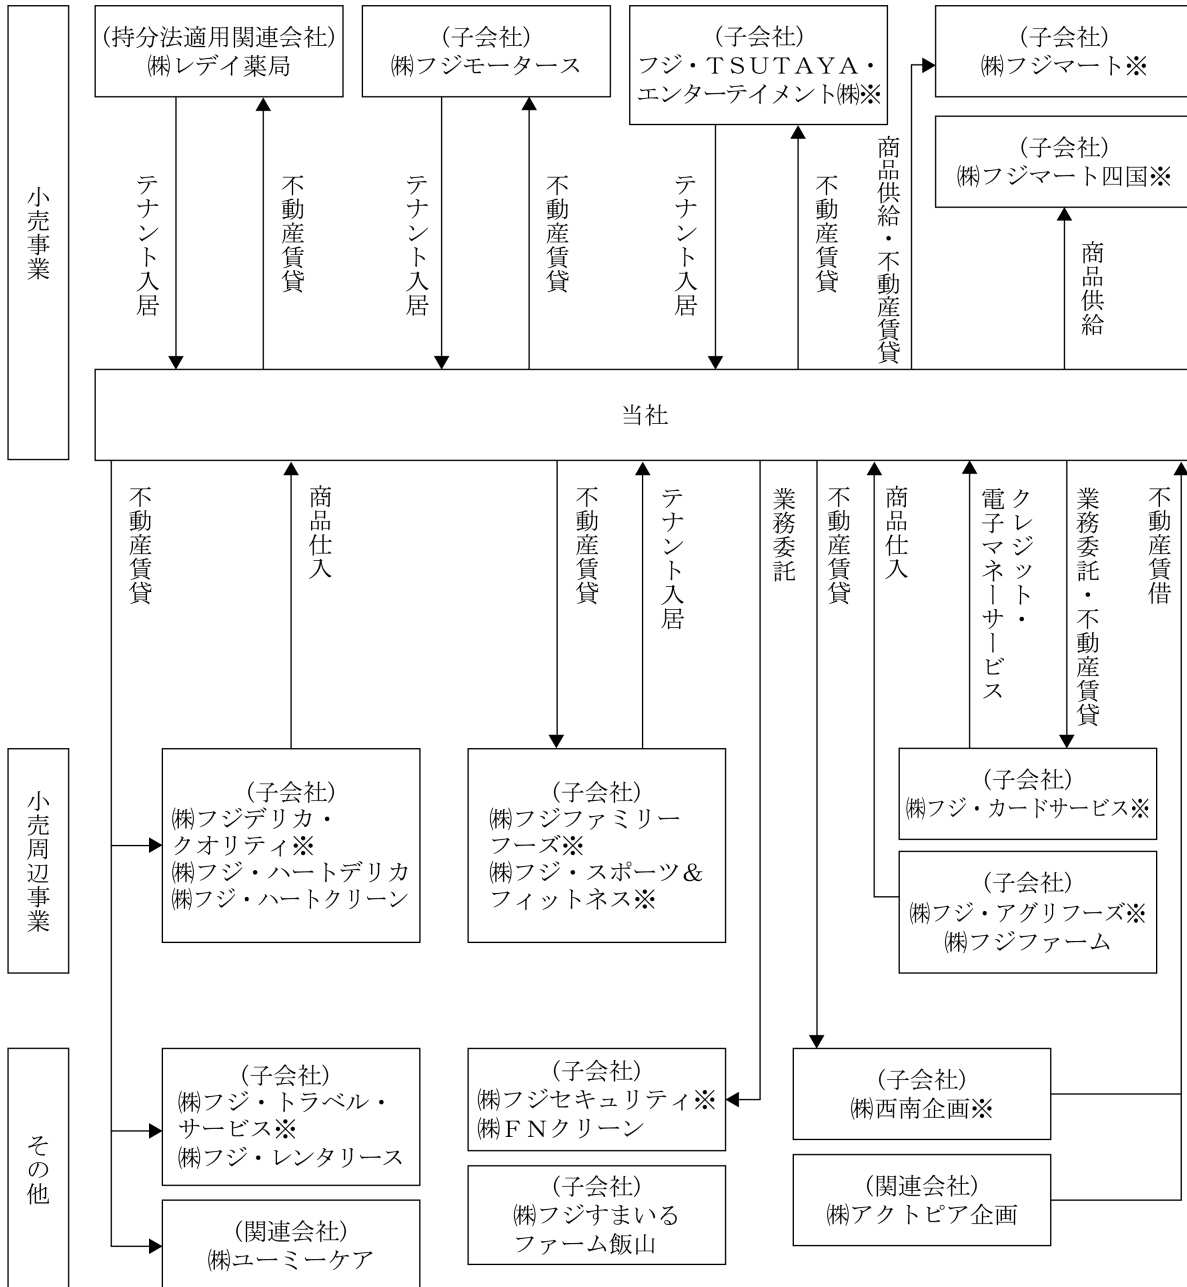 小売事業
(持分法適用関連会社)
㈱レデイ薬局
(子会社)
㈱フジモータース
(子会社)
フジ・ＴＳＵＴＡＹＡ・
エンターテイメント㈱※
(子会社)
㈱フジマート※
(子会社)
㈱フジマート四国※
テナント入居
不動産賃貸
テナント入居
不動産賃貸
テナント入居
不動産賃貸
商品供給・不動産賃貸
商品供給
当社
不動産賃貸
商品仕入
不動産賃貸
テナント入居
業務委託
不動産賃貸
商品仕入
クレジット・
電子マネーサービス
業務委託・不動産賃貸
不動産賃借
小売周辺事業
(子会社)
㈱フジデリカ・
クオリティ※
㈱フジ・ハートデリカ
㈱フジ・ハートクリーン
(子会社)
㈱フジファミリー
フーズ※
㈱フジ・スポーツ＆
フィットネス※
(子会社)
㈱フジ・カードサービス※
(子会社)
㈱フジ・アグリフーズ※
㈱フジファーム
その他
(子会社)
㈱フジ・トラベル・
サービス※
㈱フジ・レンタリース
(関連会社)
㈱ユーミーケア
(子会社)
㈱フジセキュリティ※
㈱ＦＮクリーン
(子会社)
㈱フジすまいる
ファーム飯山
(子会社)
㈱西南企画※
(関連会社)
㈱アクトピア企画